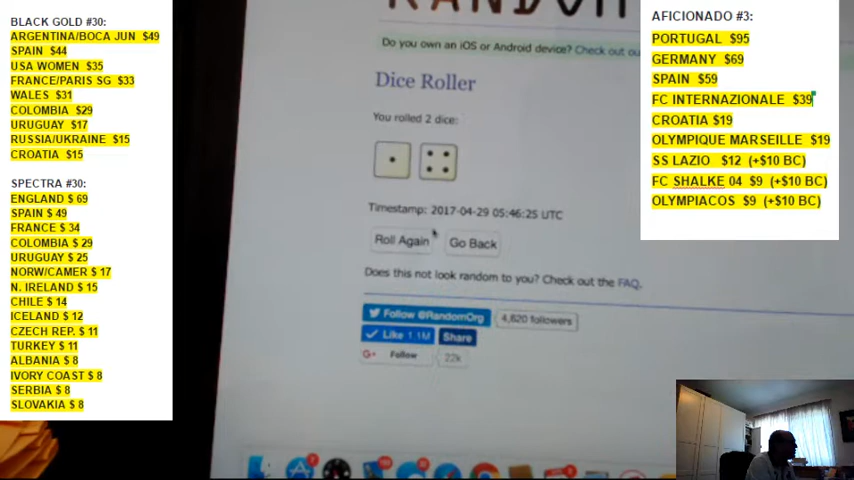 BLACK GOLD #30:
ARGENTINA/BOCA JUN $49
SPAIN $44
USA WOMEN $35
FRANCE/PARIS SG $33
WALES $31
COLOMBIA $29
URUGUAY $17
RUSSIA/UKRAINE $15
CROATIA $15
SPECTRA #30:
ENGLAND $ 69
SPAIN $ 49
FRANCE $ 34
COLOMBIA $ 29
URUGUAY $ 25
NORW/CAMER $ 17
N. IRELAND $ 15
CHILE $ 14
ICELAND $ 12
CZECH REP. $ 11
TURKEY $ 11
ALBANIA $ 8
IVORY COAST $ 8
SERBIA $ 8
SLOVAKIA $ 8
RANDOM
Do you own an iOS or Android device? Check out ou
Dice Roller
You rolled 2 dice:
Timestamp: 2017-04-29 05:46:25 UTC
Roll Again
Go Back
Does this not look random to you? Check out the FAQ.
Follow @RandomOrg
4,620 followers
Like 1.1M
Share
G+ Follow
22k
AFICIONADO #3:
PORTUGAL $95
GERMANY $69
SPAIN $59
FC INTERNAZIONALE $39
CROATIA $19
OLYMPIQUE MARSEILLE $19
SS LAZIO $12 (+$10 BC)
FC SHALKE 04 $9 (+$10 BC)
OLYMPIACOS $9 (+$10 BC)